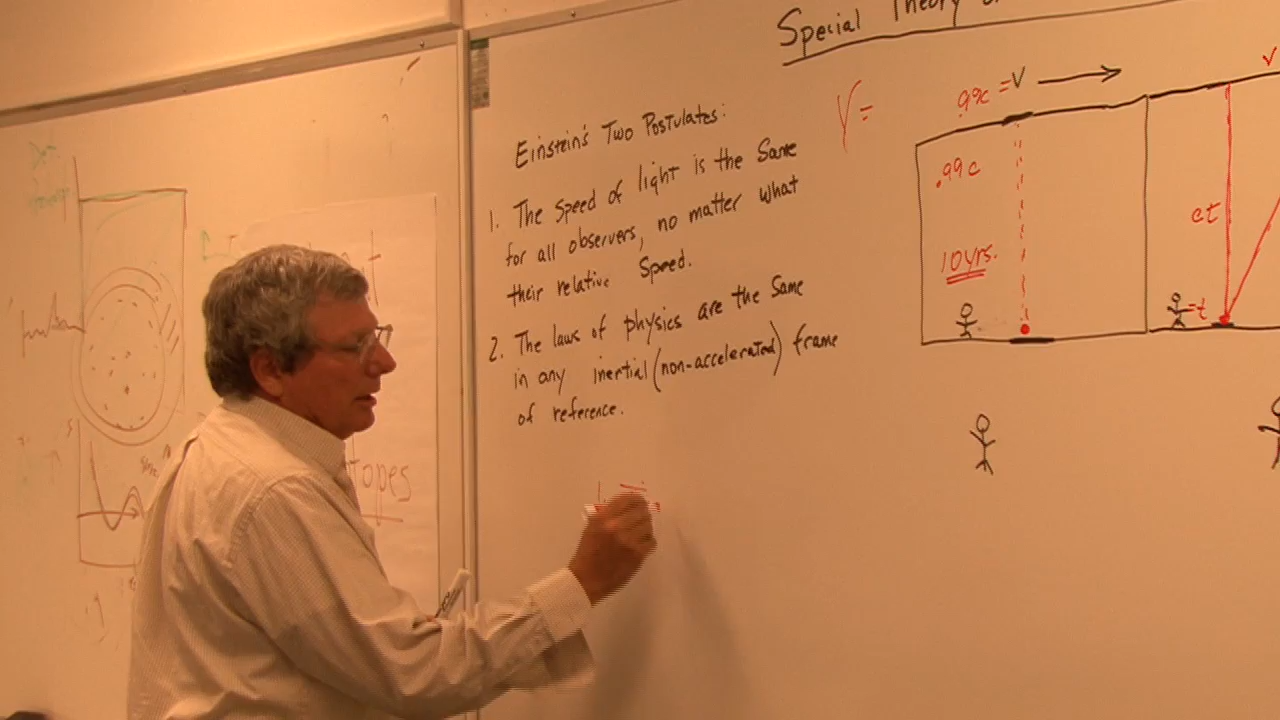 Special Theory
Einstein's Two Postulates:
1. The speed of light is the Same
for all observers, no matter what
their relative Speed.
2. The laws of physics are the Same
in any inertial (non-accelerated) frame
of reference.
γ =
.99c = V
.99c
10yrs.
V
ct
= t
topes